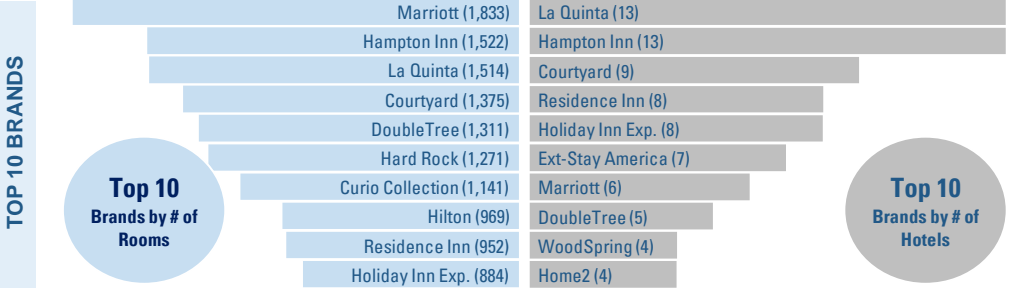 TOP 10 BRANDS
Marriott (1,833)
Hampton Inn (1,522)
La Quinta (1,514)
Courtyard (1,375)
DoubleTree (1,311)
Hard Rock (1,271)
Curio Collection (1,141)
Hilton (969)
Residence Inn (952)
Holiday Inn Exp. (884)
Top 10
Brands by # of
Rooms
La Quinta (13)
Hampton Inn (13)
Courtyard (9)
Residence Inn (8)
Holiday Inn Exp. (8)
Ext-Stay America (7)
Marriott (6)
DoubleTree (5)
WoodSpring (4)
Home2 (4)
Top 10
Brands by # of
Hotels